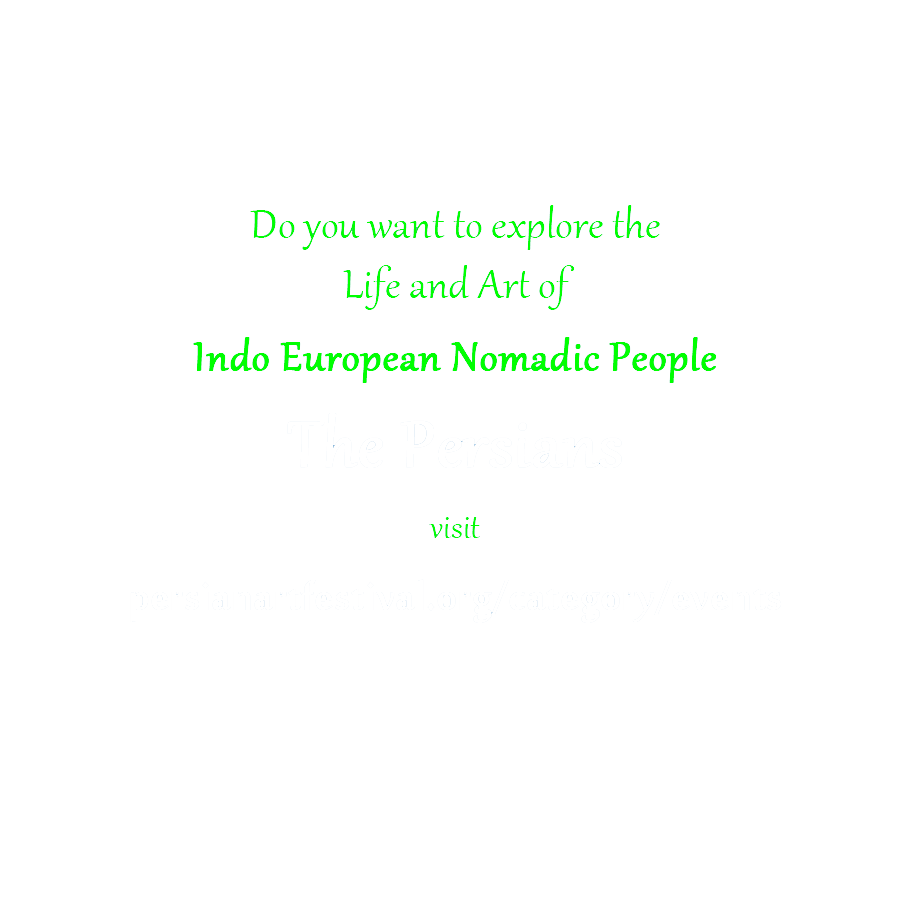 Do you want to explore the
Life and Art of
Indo European Nomadic People
The Persians
visit